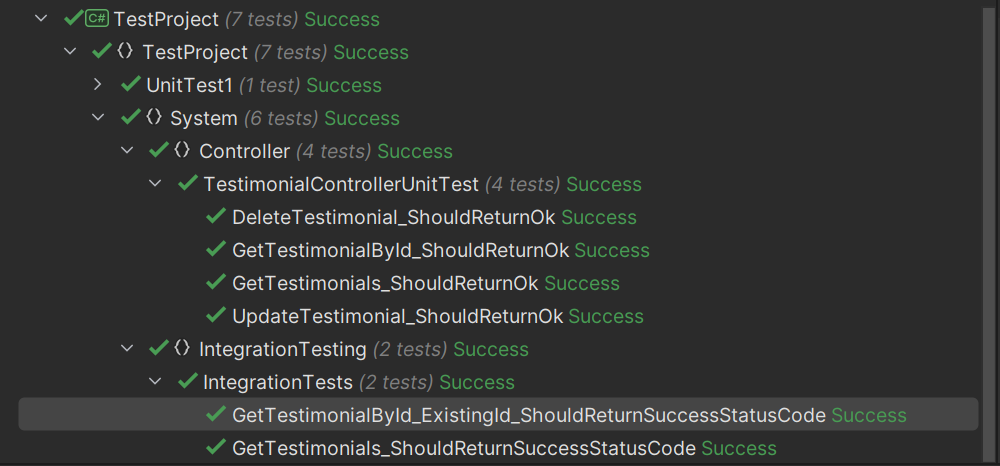 C# TestProject (7 tests) Success
{} TestProject (7 tests) Success
UnitTest1 (1 test) Success
{} System (6 tests) Success
{} Controller (4 tests) Success
TestimonialControllerUnitTest (4 tests) Success
DeleteTestimonial_ShouldReturnOk Success
GetTestimonialById_ShouldReturnOk Success
GetTestimonials_ShouldReturnOk Success
UpdateTestimonial_ShouldReturnOk Success
{} IntegrationTesting (2 tests) Success
IntegrationTests (2 tests) Success
GetTestimonialById_ExistingId_ShouldReturnSuccessStatusCode Success
GetTestimonials_ShouldReturnSuccessStatusCode Success